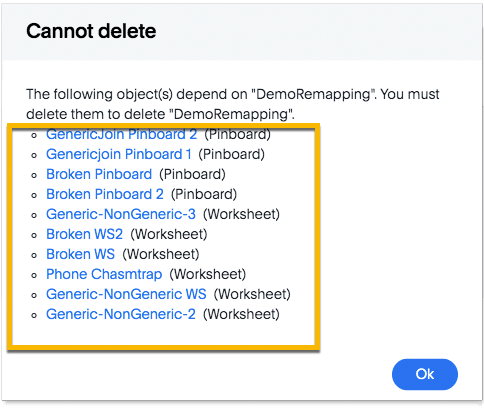 Cannot delete
The following object(s) depend on "DemoRemapping". You must
delete them to delete "DemoRemapping".
GenericJoin Pinboard 2 (Pinboard)
Genericjoin Pinboard 1 (Pinboard)
Broken Pinboard (Pinboard)
Broken Pinboard 2 (Pinboard)
Generic-NonGeneric-3 (Worksheet)
Broken WS2 (Worksheet)
Broken WS (Worksheet)
Phone Chasmtrap (Worksheet)
Generic-NonGeneric WS (Worksheet)
Generic-NonGeneric-2 (Worksheet)
Ok